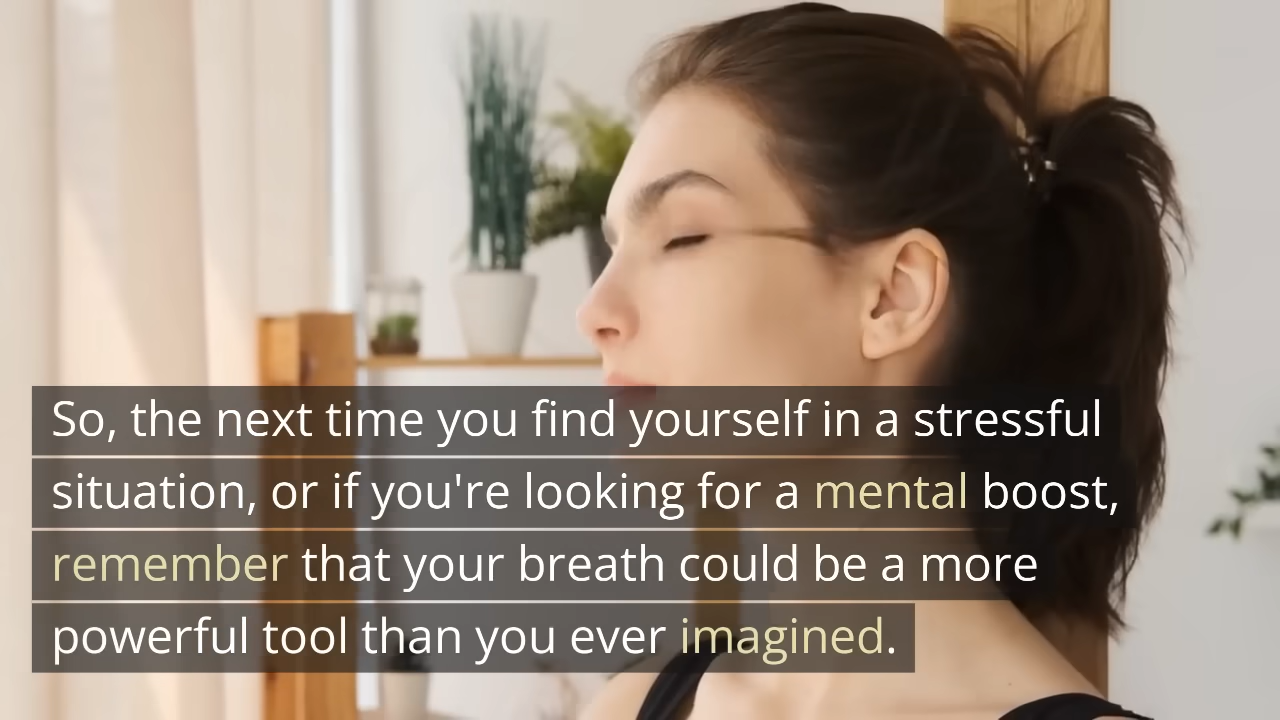 So, the next time you find yourself in a stressful
situation, or if you're looking for a mental boost,
remember that your breath could be a more
powerful tool than you ever imagined.